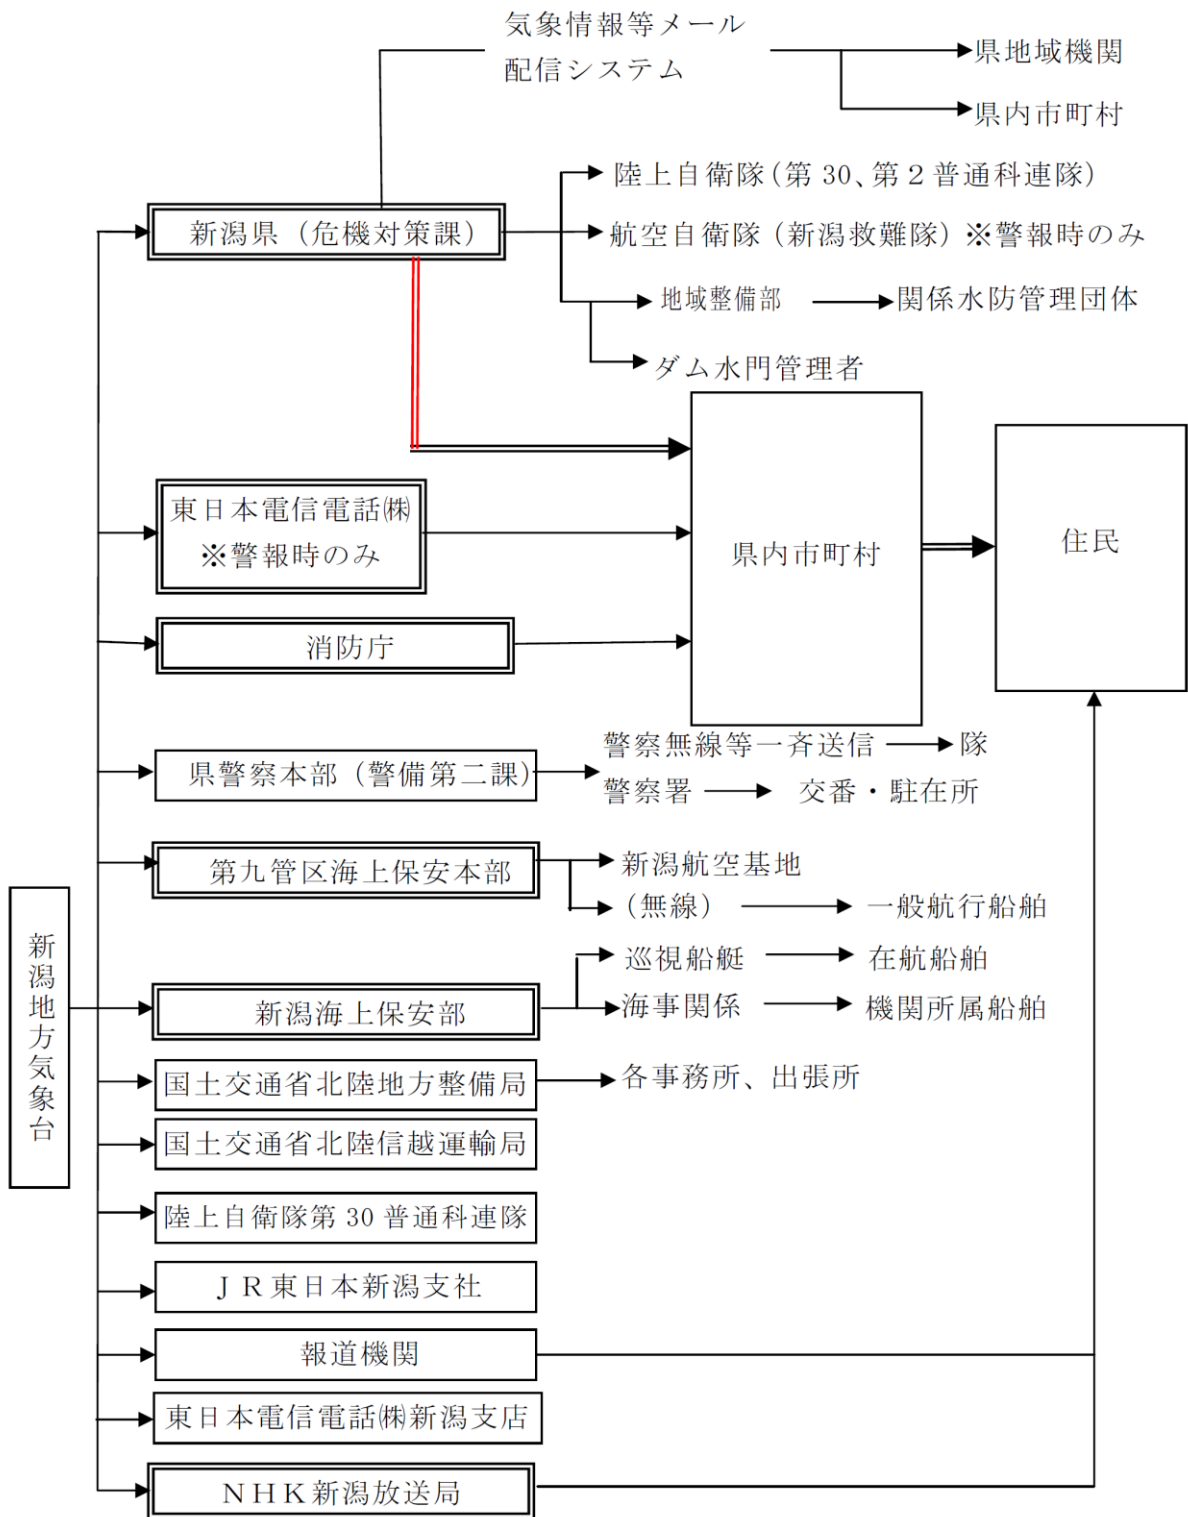 気象情報等メール
配信システム
県地域機関
県内市町村
陸上自衛隊(第30、第２普通科連隊)
新潟県（危機対策課）
航空自衛隊（新潟救難隊）※警報時のみ
地域整備部
関係水防管理団体
ダム水門管理者
東日本電信電話㈱
※警報時のみ
県内市町村
住民
消防庁
県警察本部（警備第二課）
警察無線等一斉送信
隊
警察署
交番・駐在所
第九管区海上保安本部
新潟航空基地
(無線）
一般航行船舶
新潟地方気象台
巡視船艇
在航船舶
新潟海上保安部
海事関係
機関所属船舶
国土交通省北陸地方整備局
各事務所、出張所
国土交通省北陸信越運輸局
陸上自衛隊第30普通科連隊
ＪＲ東日本新潟支社
報道機関
東日本電信電話㈱新潟支店
ＮＨＫ新潟放送局